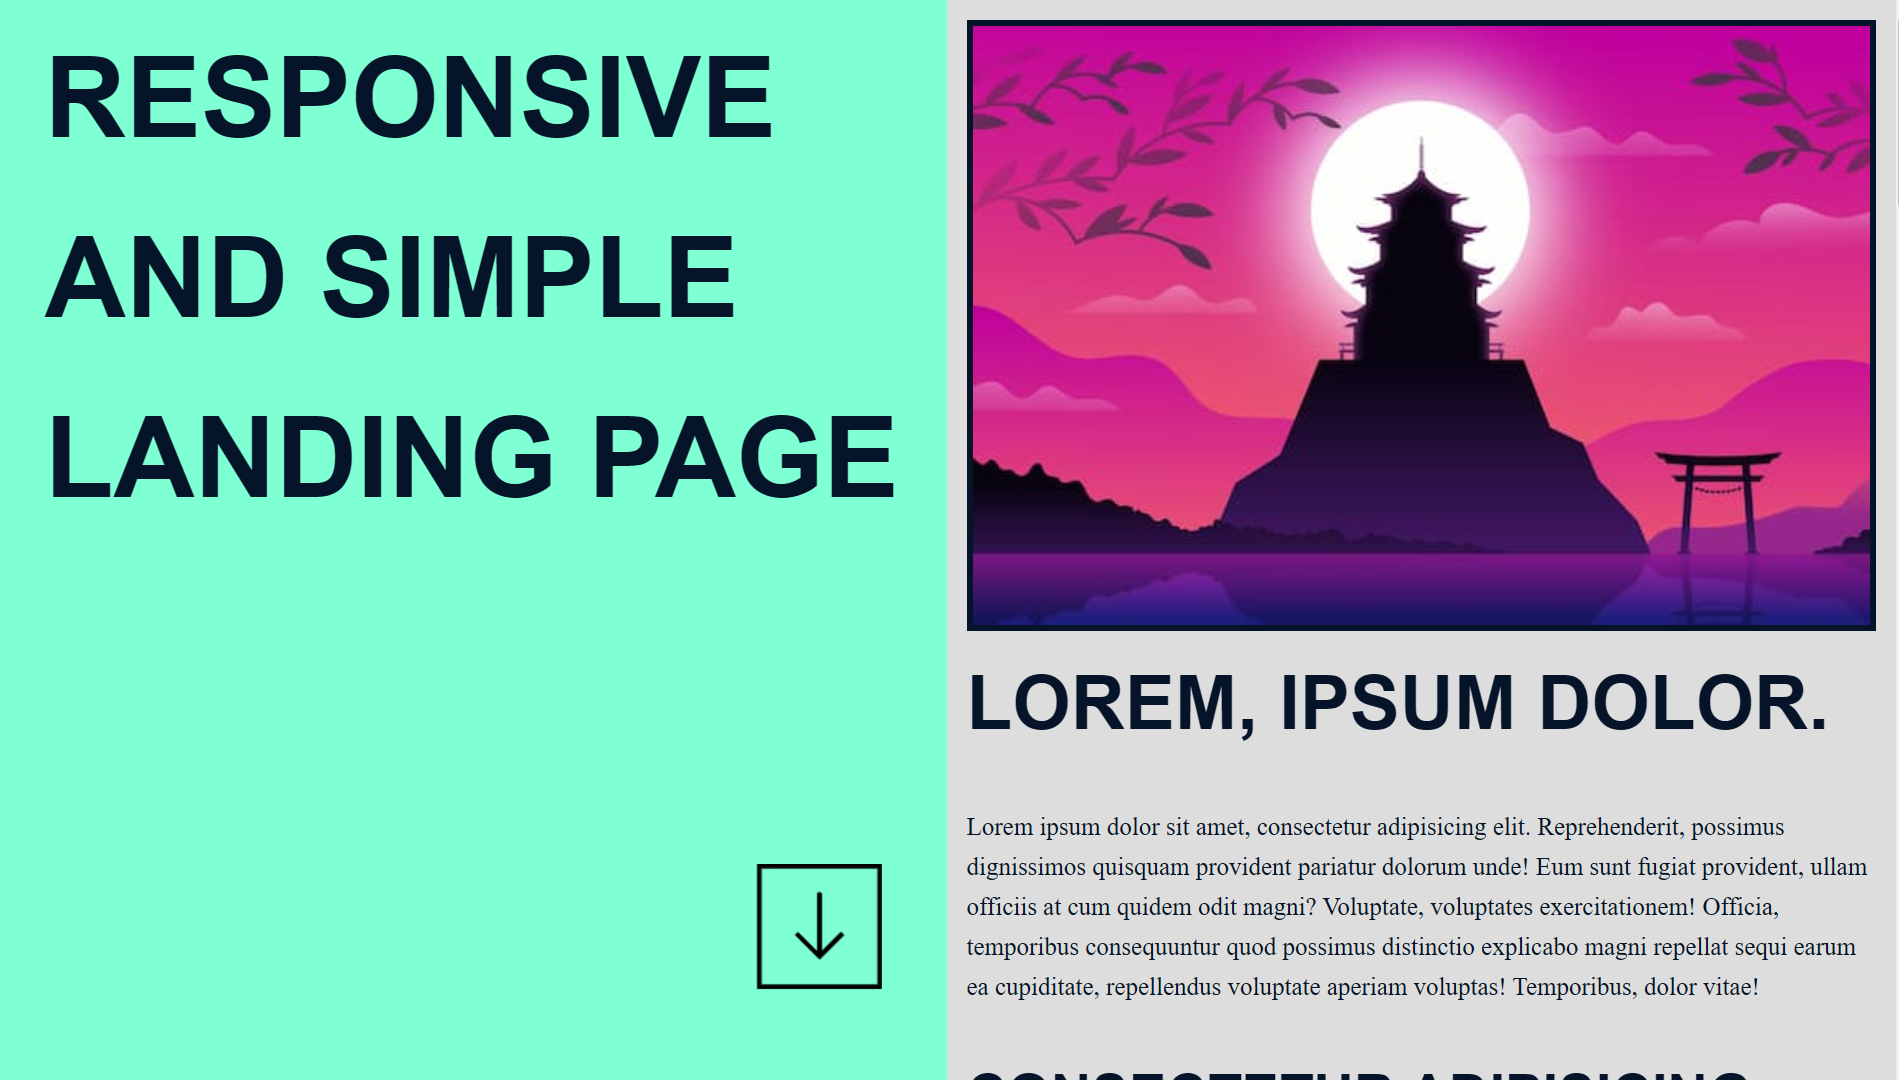 RESPONSIVE
AND SIMPLE
LANDING PAGE
LOREM, IPSUM DOLOR.
Lorem ipsum dolor sit amet, consectetur adipisicing elit. Reprehenderit, possimus
dignissimos quisquam provident pariatur dolorum unde! Eum sunt fugiat provident, ullam
officiis at cum quidem odit magni? Voluptate, voluptates exercitationem! Officia,
temporibus consequuntur quod possimus distinctio explicabo magni repellat sequi earum
ea cupiditate, repellendus voluptate aperiam voluptas! Temporibus, dolor vitae!
CONSECTETUR ADIPISICING